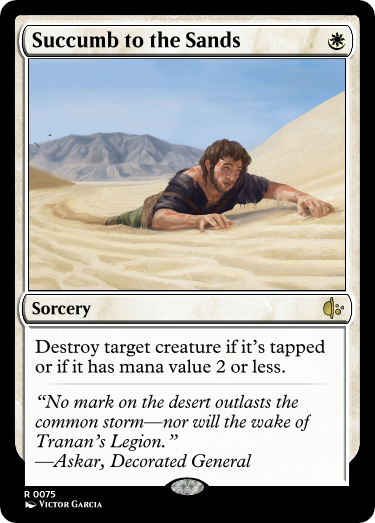 Succumb to the Sands
Sorcery
Destroy target creature if it's tapped
or if it has mana value 2 or less.
“No mark on the desert outlasts the
common storm—nor will the wake of
Tranan's Legion.”
—Askar, Decorated General
R 0075
Victor Garcia